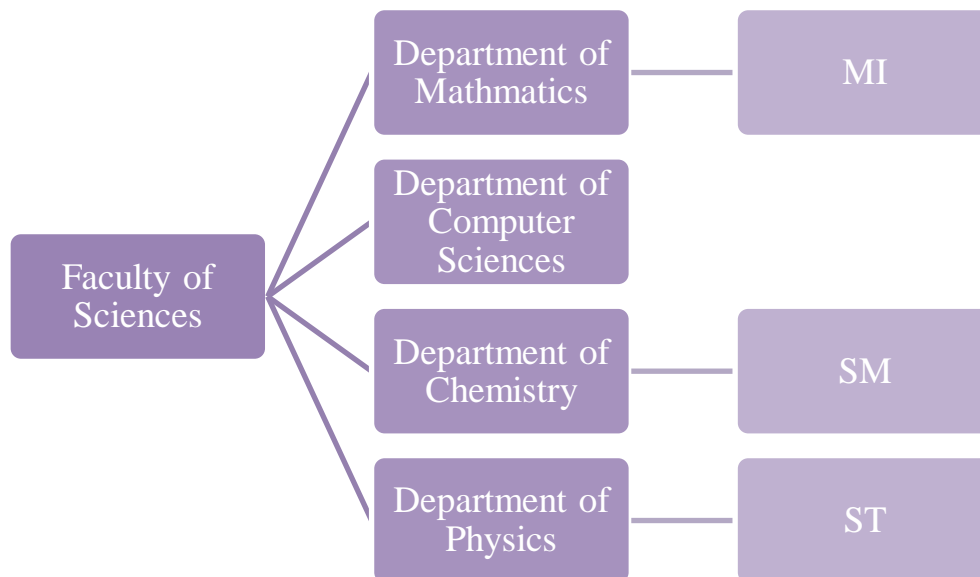 Faculty of
Sciences
Department of
Mathmatics
MI
Department of
Computer
Sciences
Department of
Chemistry
SM
Department of
Physics
ST